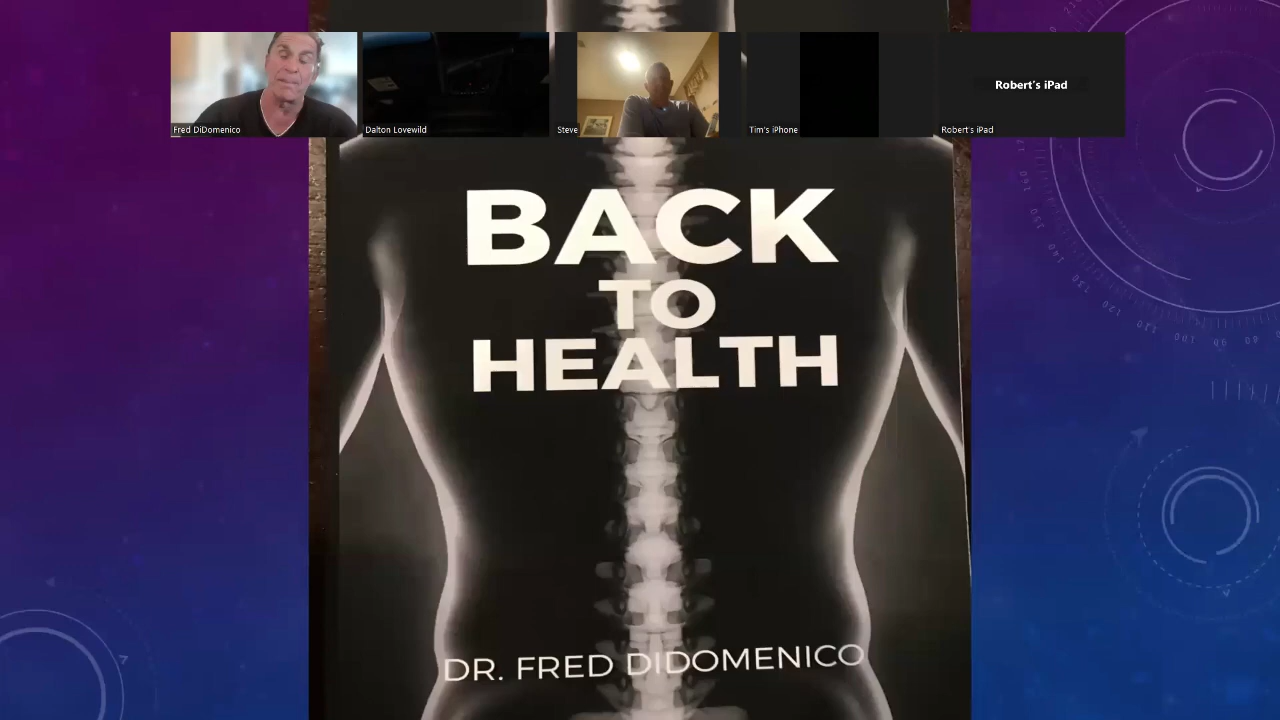 Fred DiDomenico
Dalton Lovewild
Steve
Tim's iPhone
Robert's iPad
Robert's iPad
BACK
TO
HEALTH
DR. FRED DIDOMENICO